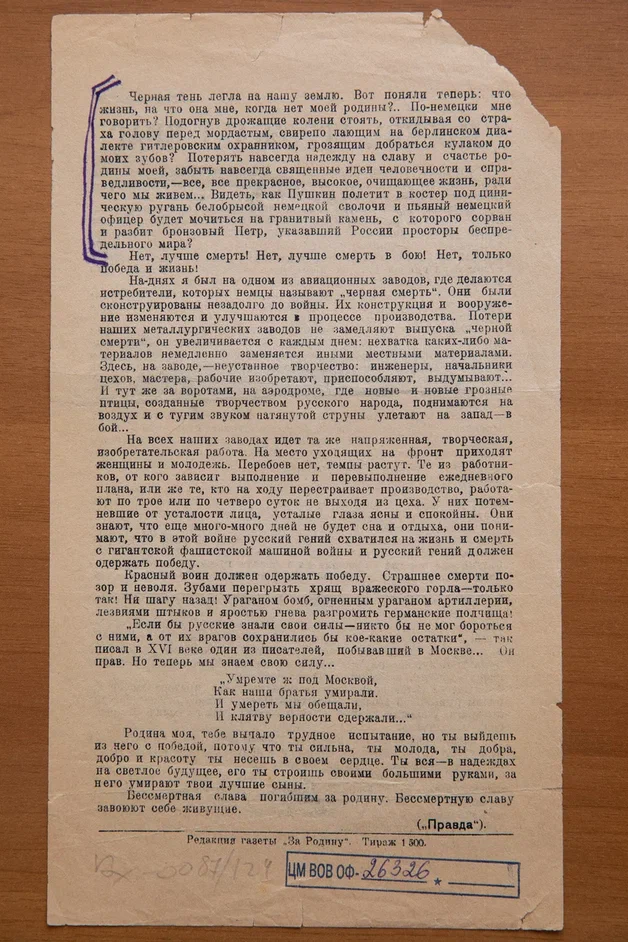 Черная тень легла на нашу землю. Вот поняли теперь: что
жизнь, на что она мне, когда нет моей родины?.. По-немецки мне
говорить? Подогнув дрожащие колени стоять, откидывая со стра-
ха голову перед мордастым, свирепо лающим на берлинском диа-
лекте гитлеровским охранником, грозящим добраться кулаком до
моих зубов? Потерять навсегда надежду на славу и счастье ро-
дины моей, забыть навсегда священные идеи человечности и спра-
ведливости,—все, все прекрасное, высокое, очищающее жизнь, ради
чего мы живем... Видеть, как Пушкин полетит в костер под цини-
ческую ругань белобрысой немецкой сволочи и пьяный немецкий
офицер будет мочиться на гранитный камень, с которого сорван
и разбит бронзовый Петр, указавший России просторы беспре-
дельного мира?
Нет, лучше смерть! Нет, лучше смерть в бою! Нет, только
победа и жизнь!
На-днях я был на одном из авиационных заводов, где делаются
истребители, которых немцы называют „черная смерть“. Они были
сконструированы незадолго до войны. Их конструкция и вооруже-
ние изменяются и улучшаются в процессе производства. Потери
наших металлургических заводов не замедляют выпуска „черной
смерти“, он увеличивается с каждым днем: нехватка каких-либо ма-
териалов немедленно заменяется иными местными материалами.
Здесь, на заводе,—неустанное творчество: инженеры, начальники
цехов, мастера, рабочие изобретают, приспособляют, выдумывают...
И тут же за воротами, на аэродроме, где новые и новые грозные
птицы, созданные творчеством русского народа, поднимаются на
воздух и с тугим звуком натянутой струны улетают на запад—в
бой...
На всех наших заводах идет та же напряженная, творческая,
изобретательская работа. На место уходящих на фронт приходят
женщины и молодежь. Перебоев нет, темпы растут. Те из работни-
ков, от кого зависит выполнение и перевыполнение ежедневного
плана, или же те, кто на ходу перестраивает производство, работа-
ют по трое или по четверо суток не выходя из цеха. У них потем-
невшие от усталости лица, усталые глаза ясны и спокойны. Они
знают, что еще много-много дней не будет сна и отдыха, они пони-
мают, что в этой войне русский гений схватился на жизнь и смерть
с гигантской фашистской машиной войны и русский гений должен
одержать победу.
Красный воин должен одержать победу. Страшнее смерти по-
зор и неволя. Зубами перегрызть хрящ вражеского горла—только
так! Ни шагу назад! Ураганом бомб, огненным ураганом артиллерии,
лезвиями штыков и яростью гнева разгромить германские полчища!
„Если бы русские знали свои силы—никто бы не мог бороться
с ними, а от их врагов сохранились бы кое-какие остатки“, — так
писал в XVI веке один из писателей, побывавший в Москве... Он
прав. Но теперь мы знаем свою силу...
„Умремте ж под Москвой,
Как наши братья умирали.
И умереть мы обещали,
И клятву верности сдержали...“
Родина моя, тебе выпало трудное испытание, но ты выйдешь
из него с победой, потому что ты сильна, ты молода, ты добра,
добро и красоту ты несешь в своем сердце. Ты вся—в надеждах
на светлое будущее, его ты строишь своими большими руками, за
него умирают твои лучшие сыны.
Бессмертная слава погибшим за родину. Бессмертную славу
завоюют себе живущие.
(„Правда“).
Редакция газеты „За Родину“. Тираж 1 500.
ЦМ ВОВ ОФ- 26326